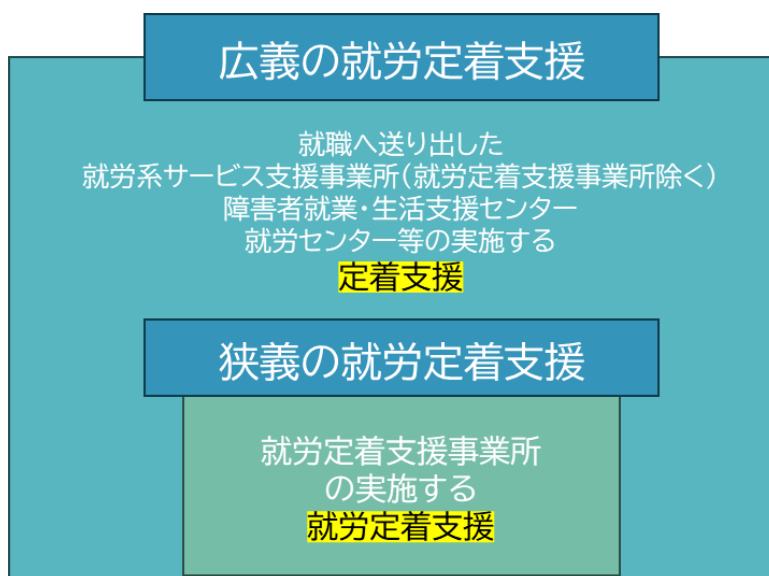 広義の就労定着支援
就職へ送り出した
就労系サービス支援事業所(就労定着支援事業所除く)
障害者就業・生活支援センター
就労センター等の実施する
定着支援
狭義の就労定着支援
就労定着支援事業所
の実施する
就労定着支援